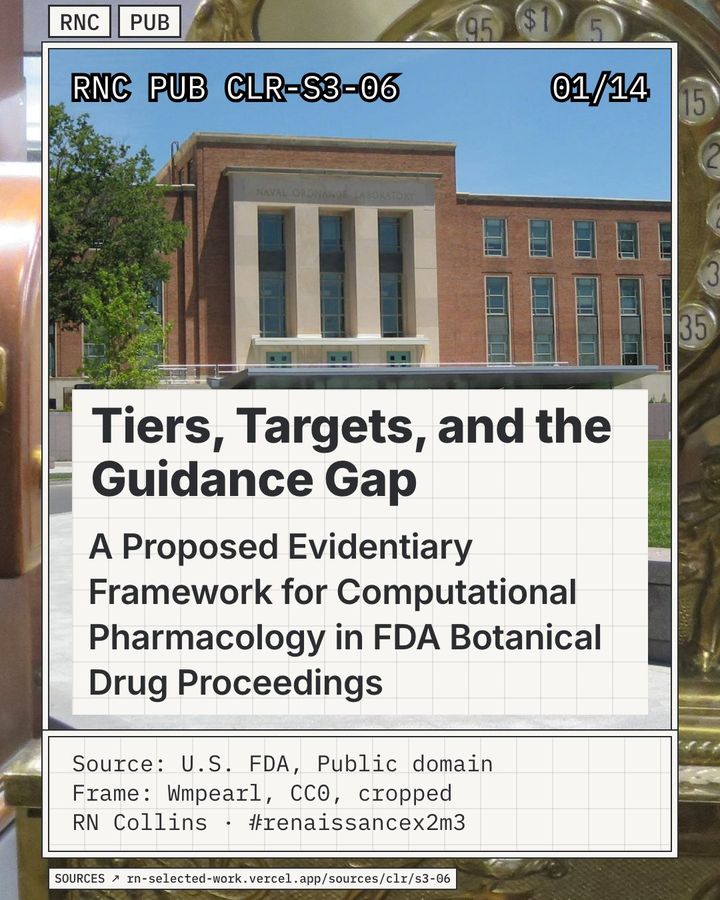 RNC PUB
95 $1 5
RNC PUB CLR-S3-06 01/14
15
NAVAL ORDNANCE LABORATORY
35
Tiers, Targets, and the
Guidance Gap
A Proposed Evidentiary
Framework for Computational
Pharmacology in FDA Botanical
Drug Proceedings
Source: U.S. FDA, Public domain
Frame: Wmpearl, CC0, cropped
RN Collins · #renaissancex2m3
SOURCES ↗ rn-selected-work.vercel.app/sources/clr/s3-06